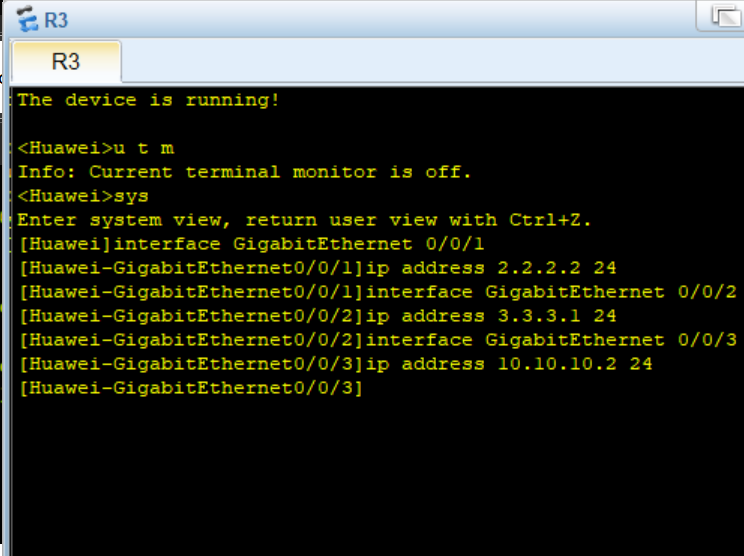 R3
R3
The device is running!
<Huawei>u t m
Info: Current terminal monitor is off.
<Huawei>sys
Enter system view, return user view with Ctrl+Z.
[Huawei]interface GigabitEthernet 0/0/1
[Huawei-GigabitEthernet0/0/1]ip address 2.2.2.2 24
[Huawei-GigabitEthernet0/0/1]interface GigabitEthernet 0/0/2
[Huawei-GigabitEthernet0/0/2]ip address 3.3.3.1 24
[Huawei-GigabitEthernet0/0/2]interface GigabitEthernet 0/0/3
[Huawei-GigabitEthernet0/0/3]ip address 10.10.10.2 24
[Huawei-GigabitEthernet0/0/3]